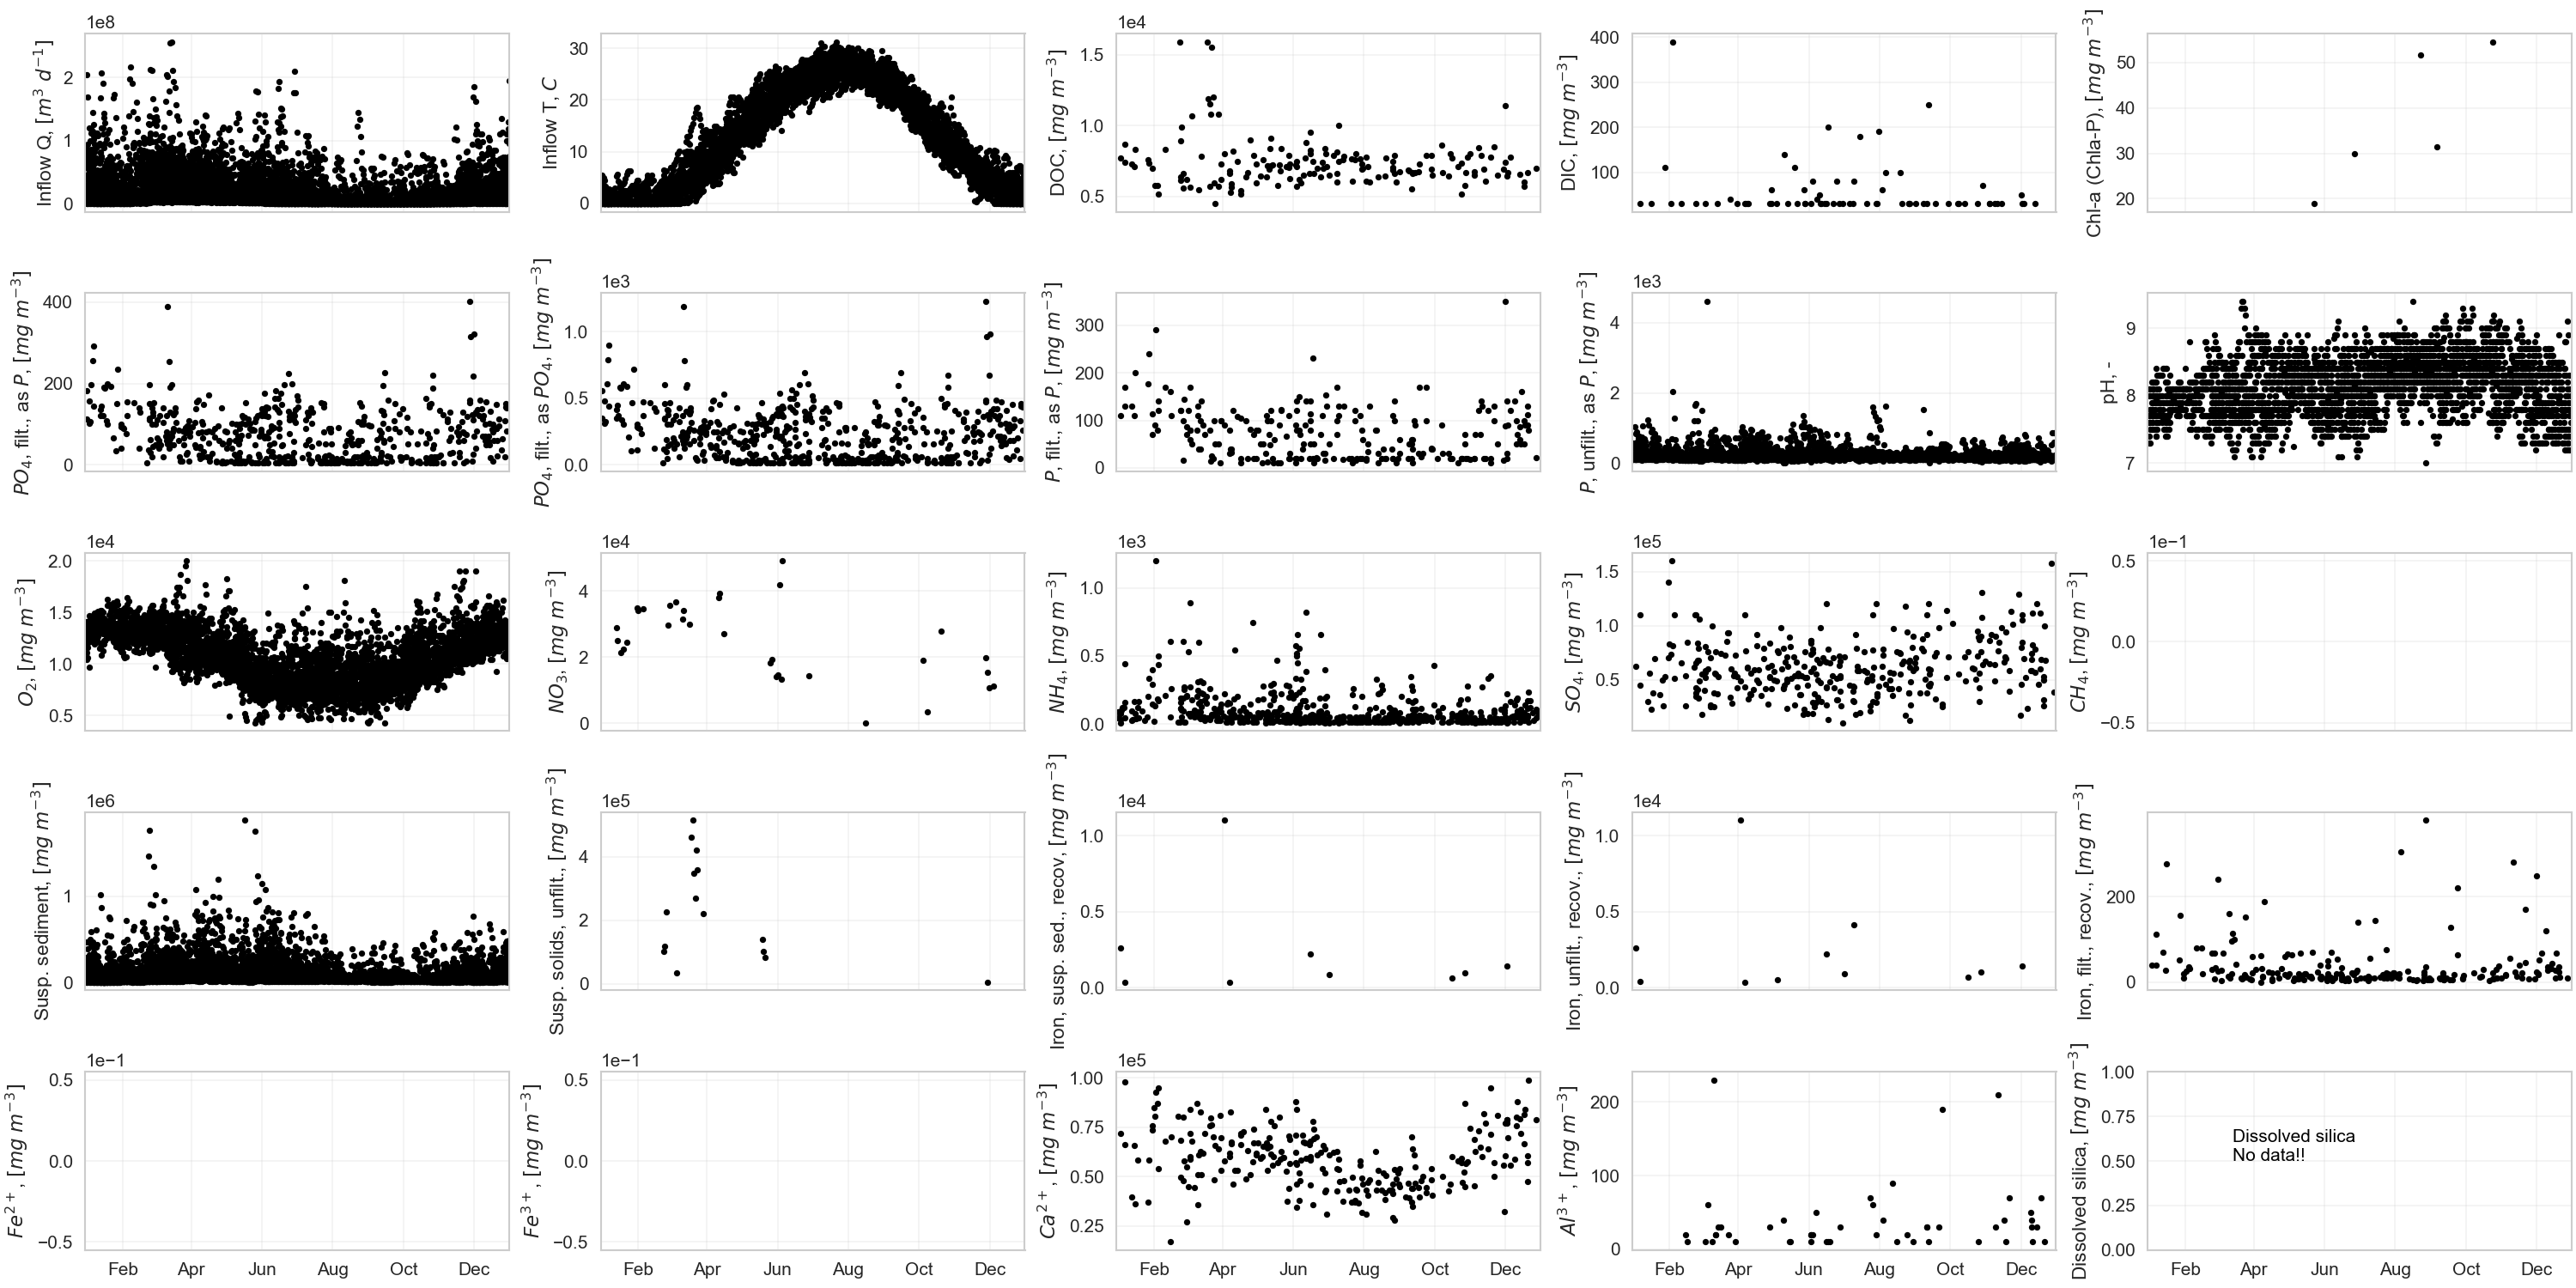 1e8
Inflow Q, [m³ d⁻¹]
2
1
0
Inflow T, C
30
20
10
0
1e4
DOC, [mg m⁻³]
1.5
1.0
0.5
DIC, [mg m⁻³]
400
300
200
100
Chl-a (Chla-P), [mg m⁻³]
50
40
30
20
PO₄, filt., as P, [mg m⁻³]
400
200
0
1e3
PO₄, filt., as PO₄, [mg m⁻³]
1.0
0.5
0.0
P, filt., as P, [mg m⁻³]
300
200
100
0
1e3
P, unfilt., as P, [mg m⁻³]
4
2
0
pH, -
9
8
7
1e4
O₂, [mg m⁻³]
2.0
1.5
1.0
0.5
1e4
NO₃, [mg m⁻³]
4
2
0
1e3
NH₄, [mg m⁻³]
1.0
0.5
0.0
1e5
SO₄, [mg m⁻³]
1.5
1.0
0.5
1e−1
CH₄, [mg m⁻³]
0.5
0.0
−0.5
1e6
Susp. sediment, [mg m⁻³]
1
0
1e5
Susp. solids, unfilt., [mg m⁻³]
4
2
0
1e4
Iron, susp. sed., recov, [mg m⁻³]
1.0
0.5
0.0
1e4
Iron, unfilt., recov., [mg m⁻³]
1.0
0.5
0.0
Iron, filt., recov., [mg m⁻³]
200
0
1e−1
Fe²⁺, [mg m⁻³]
0.5
0.0
−0.5
Feb Apr Jun Aug Oct Dec
1e−1
Fe³⁺, [mg m⁻³]
0.5
0.0
−0.5
Feb Apr Jun Aug Oct Dec
1e5
Ca²⁺, [mg m⁻³]
1.00
0.75
0.50
0.25
Feb Apr Jun Aug Oct Dec
Al³⁺, [mg m⁻³]
200
100
0
Feb Apr Jun Aug Oct Dec
Dissolved silica, [mg m⁻³]
1.00
0.75
0.50
0.25
0.00
Dissolved silica
No data!!
Feb Apr Jun Aug Oct Dec